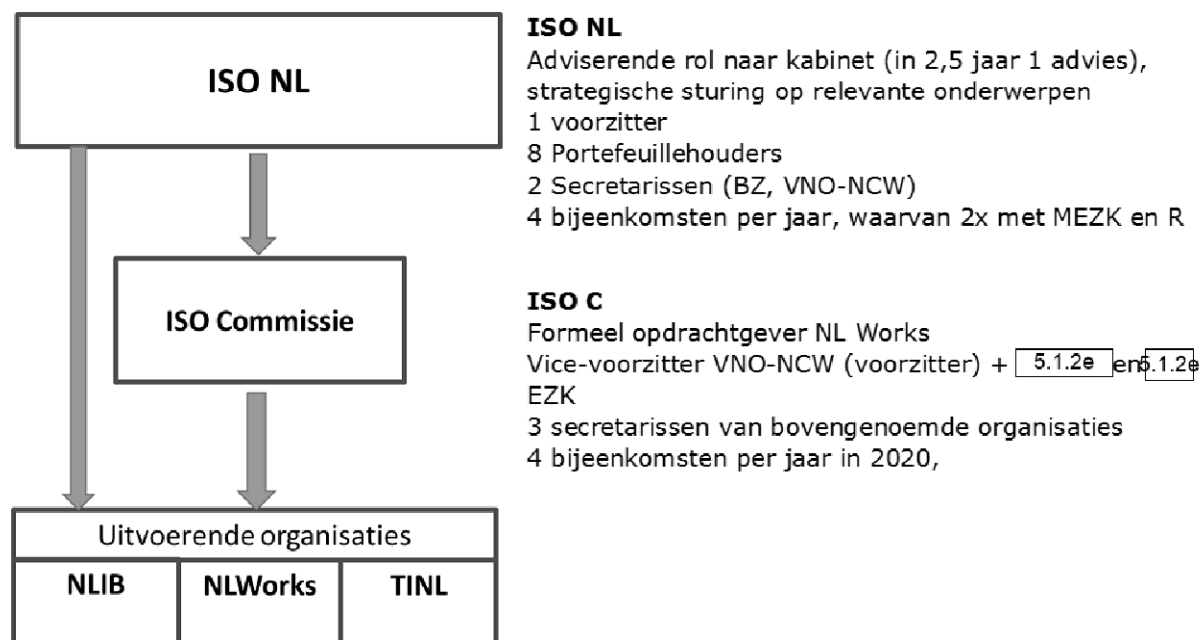 ISO NL
ISO Commissie
Uitvoerende organisaties
NLIB
NLWorks
TINL
ISO NL
Adviserende rol naar kabinet (in 2,5 jaar 1 advies),
strategische sturing op relevante onderwerpen
1 voorzitter
8 Portefeuillehouders
2 Secretarissen (BZ, VNO-NCW)
4 bijeenkomsten per jaar, waarvan 2x met MEZK en R
ISO C
Formeel opdrachtgever NL Works
Vice-voorzitter VNO-NCW (voorzitter) + 5.1.2e en 5.1.2e
EZK
3 secretarissen van bovengenoemde organisaties
4 bijeenkomsten per jaar in 2020,